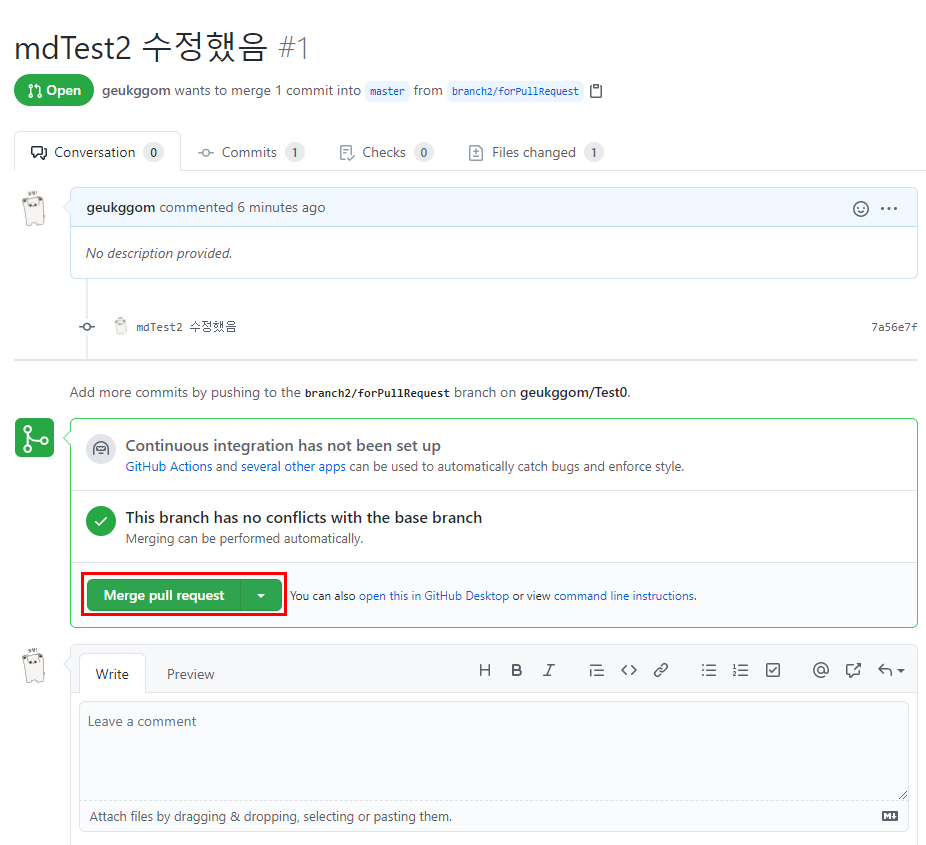 mdTest2 수정했음 #1
Open geukggom wants to merge 1 commit into master from branch2/forPullRequest
Conversation 0 Commits 1 Checks 0 Files changed 1
geukggom commented 6 minutes ago
No description provided.
mdTest2 수정했음 7a56e7f
Add more commits by pushing to the branch2/forPullRequest branch on geukggom/Test0.
Continuous integration has not been set up
GitHub Actions and several other apps can be used to automatically catch bugs and enforce style.
This branch has no conflicts with the base branch
Merging can be performed automatically.
Merge pull request You can also open this in GitHub Desktop or view command line instructions.
Write Preview
Leave a comment
Attach files by dragging & dropping, selecting or pasting them.